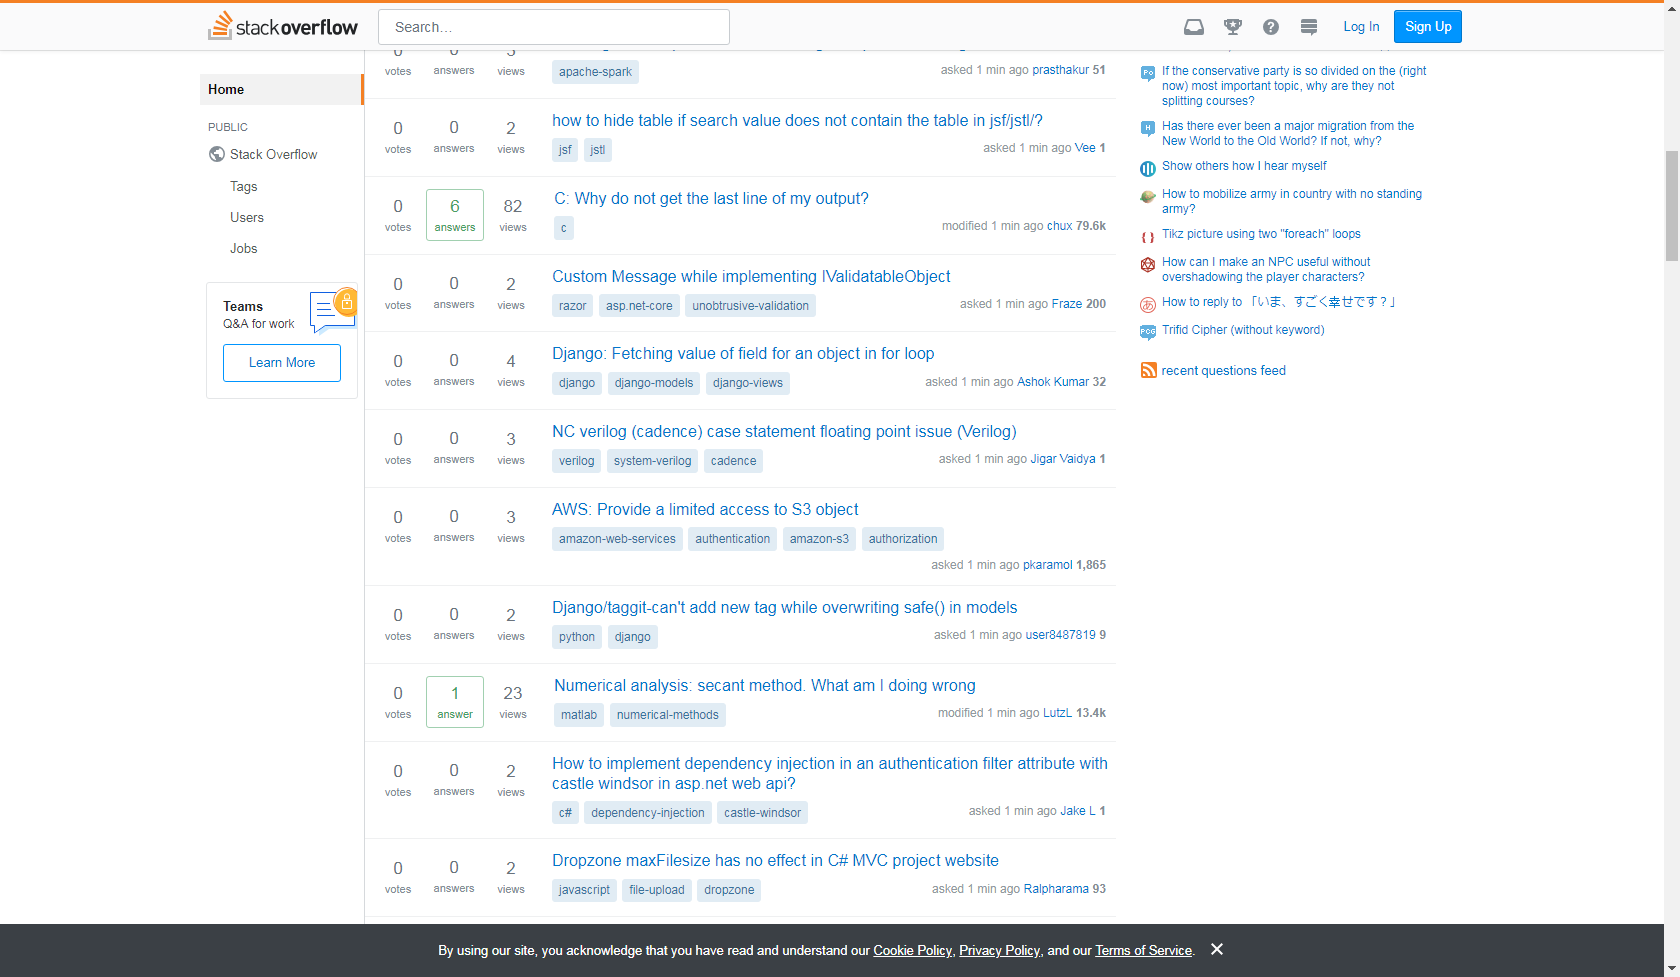 stackoverflow
Search…
Log In
Sign Up
Home
PUBLIC
Stack Overflow
Tags
Users
Jobs
Teams
Q&A for work
Learn More
votes
answers
views
apache-spark
asked 1 min ago prasthakur 51
0 votes
0 answers
2 views
how to hide table if search value does not contain the table in jsf/jstl/?
jsf jstl
asked 1 min ago Vee 1
0 votes
6 answers
82 views
C: Why do not get the last line of my output?
c
modified 1 min ago chux 79.6k
0 votes
0 answers
2 views
Custom Message while implementing IValidatableObject
razor asp.net-core unobtrusive-validation
asked 1 min ago Fraze 200
0 votes
0 answers
4 views
Django: Fetching value of field for an object in for loop
django django-models django-views
asked 1 min ago Ashok Kumar 32
0 votes
0 answers
3 views
NC verilog (cadence) case statement floating point issue (Verilog)
verilog system-verilog cadence
asked 1 min ago Jigar Vaidya 1
0 votes
0 answers
3 views
AWS: Provide a limited access to S3 object
amazon-web-services authentication amazon-s3 authorization
asked 1 min ago pkaramol 1,865
0 votes
0 answers
2 views
Django/taggit-can't add new tag while overwriting safe() in models
python django
asked 1 min ago user8487819 9
0 votes
1 answer
23 views
Numerical analysis: secant method. What am I doing wrong
matlab numerical-methods
modified 1 min ago LutzL 13.4k
0 votes
0 answers
2 views
How to implement dependency injection in an authentication filter attribute with
castle windsor in asp.net web api?
c# dependency-injection castle-windsor
asked 1 min ago Jake L 1
0 votes
0 answers
2 views
Dropzone maxFilesize has no effect in C# MVC project website
javascript file-upload dropzone
asked 1 min ago Ralpharama 93
If the conservative party is so divided on the (right
now) most important topic, why are they not
splitting courses?
Has there ever been a major migration from the
New World to the Old World? If not, why?
Show others how I hear myself
How to mobilize army in country with no standing
army?
Tikz picture using two "foreach" loops
How can I make an NPC useful without
overshadowing the player characters?
How to reply to 「いま、すごく幸せです？」
Trifid Cipher (without keyword)
recent questions feed
By using our site, you acknowledge that you have read and understand our Cookie Policy, Privacy Policy, and our Terms of Service.